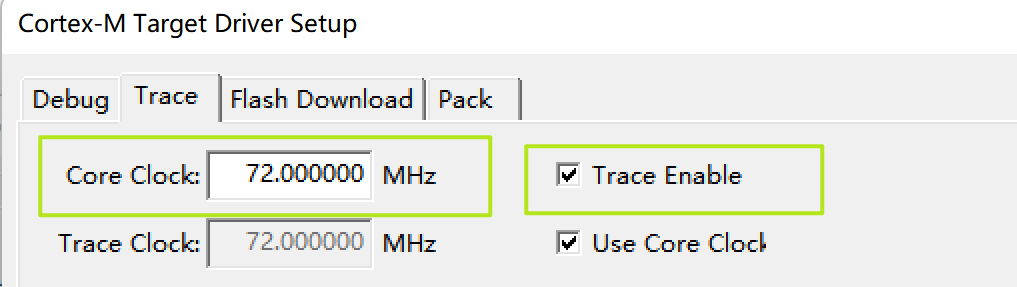 Cortex-M Target Driver Setup
Debug Trace Flash Download Pack
Core Clock: 72.000000 MHz Trace Enable
Trace Clock: 72.000000 MHz Use Core Clock